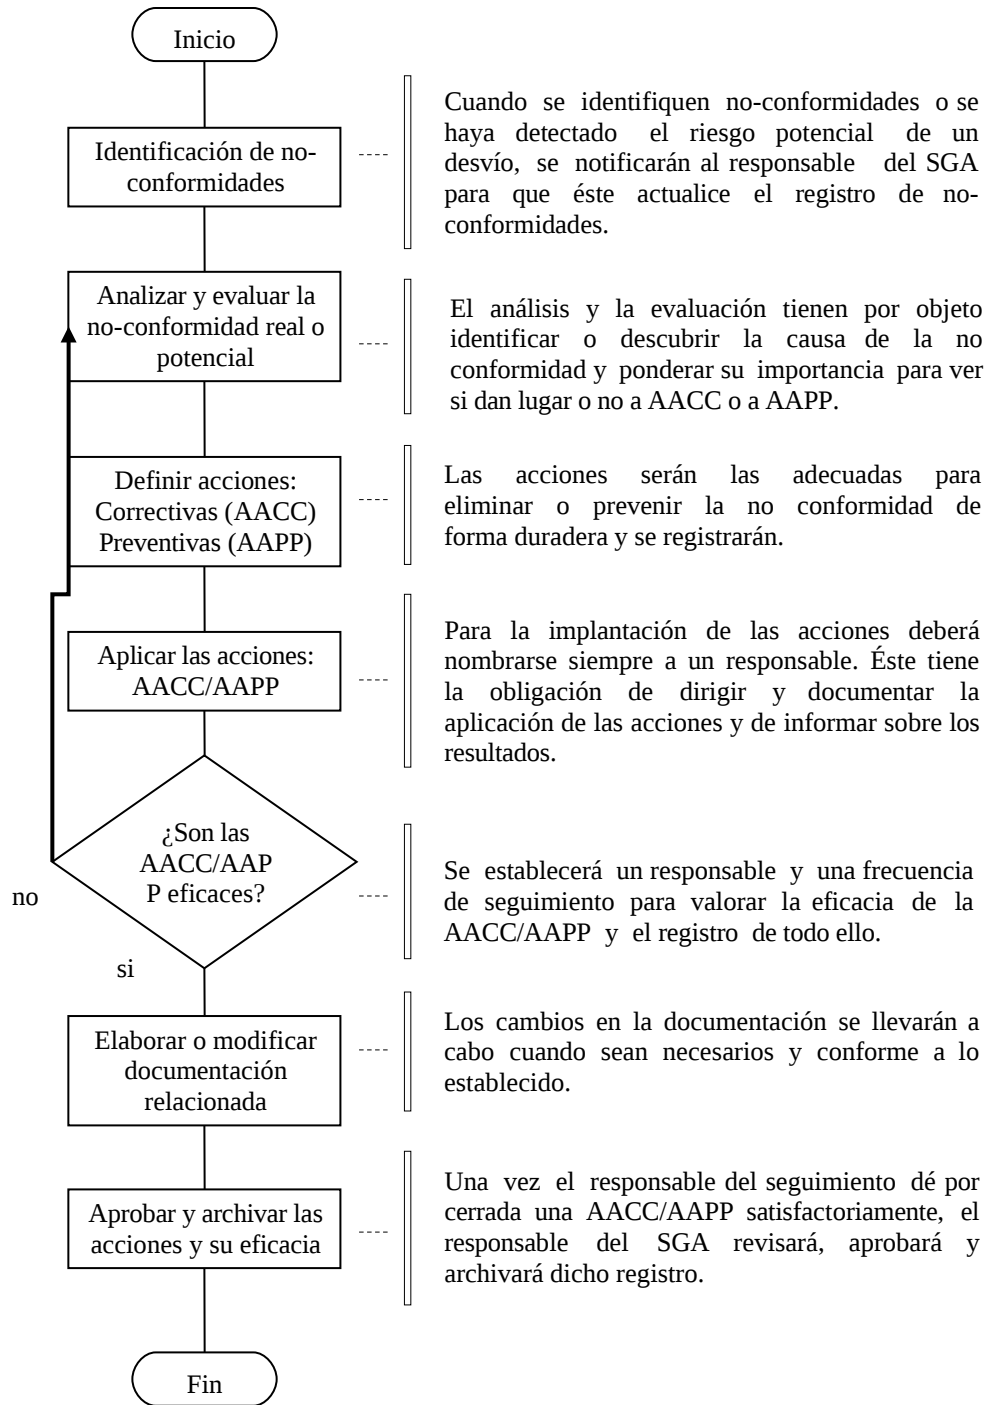 Inicio
Identificación de no-
conformidades
Cuando se identifiquen no-conformidades o se
haya detectado el riesgo potencial de un
desvío, se notificarán al responsable del SGA
para que éste actualice el registro de no-
conformidades.
Analizar y evaluar la
no-conformidad real o
potencial
El análisis y la evaluación tienen por objeto
identificar o descubrir la causa de la no
conformidad y ponderar su importancia para ver
si dan lugar o no a AACC o a AAPP.
Definir acciones:
Correctivas (AACC)
Preventivas (AAPP)
Las acciones serán las adecuadas para
eliminar o prevenir la no conformidad de
forma duradera y se registrarán.
Aplicar las acciones:
AACC/AAPP
Para la implantación de las acciones deberá
nombrarse siempre a un responsable. Éste tiene
la obligación de dirigir y documentar la
aplicación de las acciones y de informar sobre los
resultados.
¿Son las
AACC/AAP
P eficaces?
no
si
Se establecerá un responsable y una frecuencia
de seguimiento para valorar la eficacia de la
AACC/AAPP y el registro de todo ello.
Elaborar o modificar
documentación
relacionada
Los cambios en la documentación se llevarán a
cabo cuando sean necesarios y conforme a lo
establecido.
Aprobar y archivar las
acciones y su eficacia
Una vez el responsable del seguimiento dé por
cerrada una AACC/AAPP satisfactoriamente, el
responsable del SGA revisará, aprobará y
archivará dicho registro.
Fin